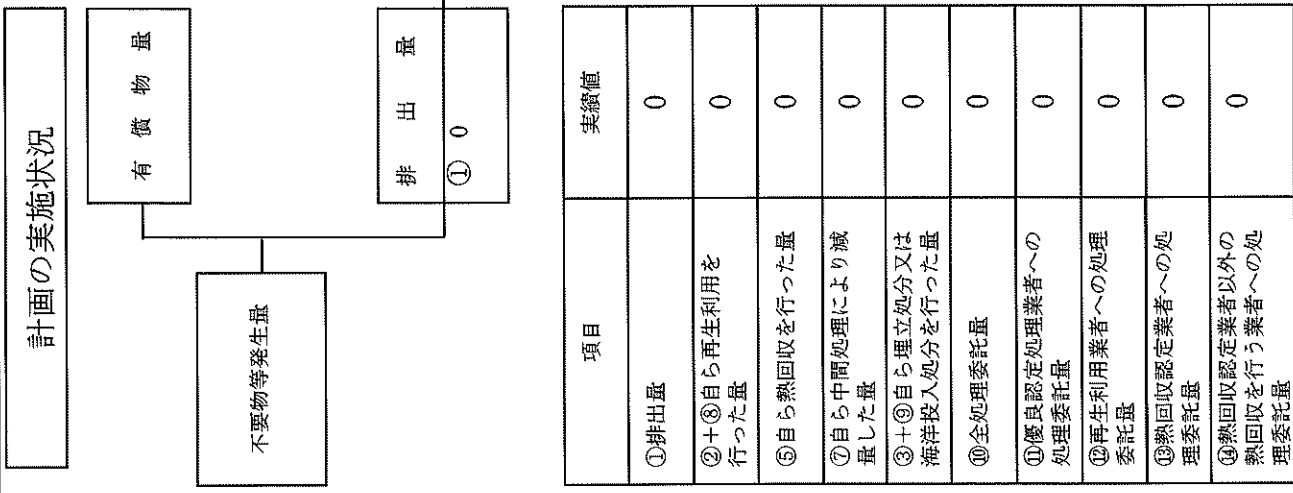 計画の実施状況
有償物量
不要物等発生量
排出量
① 0
項目
実績値
①排出量
0
②+⑧自ら再生利用を
行った量
0
⑤自ら熱回収を行った量
0
⑦自ら中間処理により減
量した量
0
③+⑨自ら埋立処分又は
海洋投入処分を行った量
0
⑩全処理委託量
0
⑪優良認定処理業者への
処理委託量
0
⑫再生利用業者への処理
委託量
0
⑬熱回収認定業者への処
理委託量
0
⑭熱回収認定業者以外の
熱回収を行う業者への処
理委託量
0